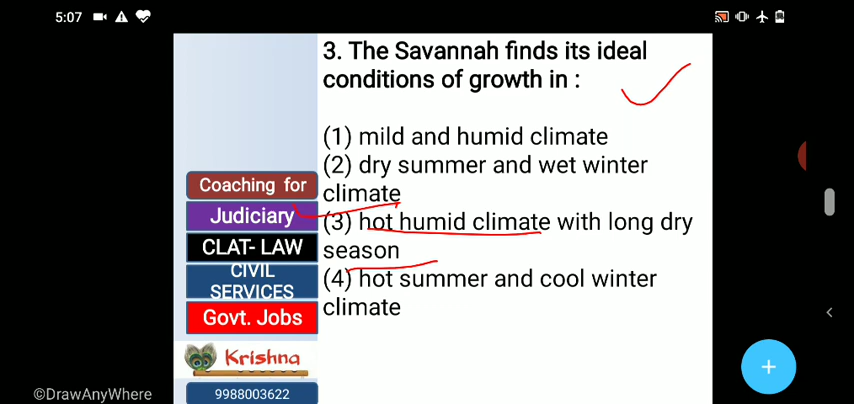 5:07
3. The Savannah finds its ideal
conditions of growth in :
(1) mild and humid climate
(2) dry summer and wet winter
climate
(3) hot humid climate with long dry
season
(4) hot summer and cool winter
climate
Coaching for
Judiciary
CLAT- LAW
CIVIL
SERVICES
Govt. Jobs
Krishna
9988003622
©DrawAnyWhere